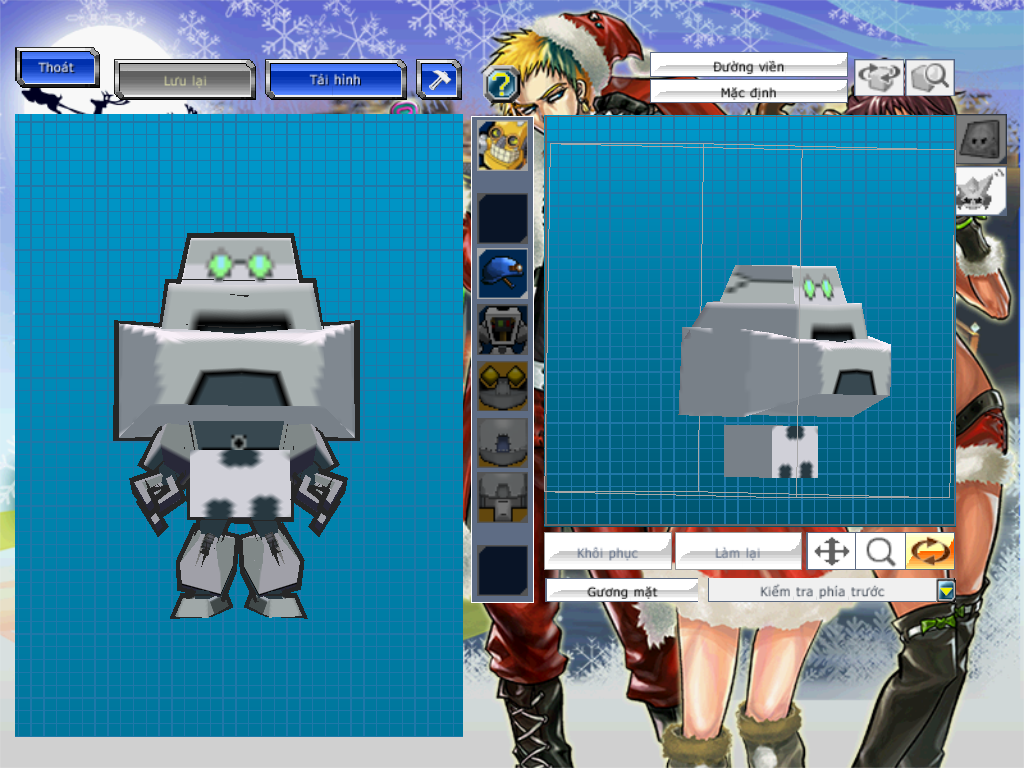 Thoát
Lưu lại
Tải hình
Đường viền
Mặc định
Khôi phục
Làm lại
Gương mặt
Kiểm tra phía trước